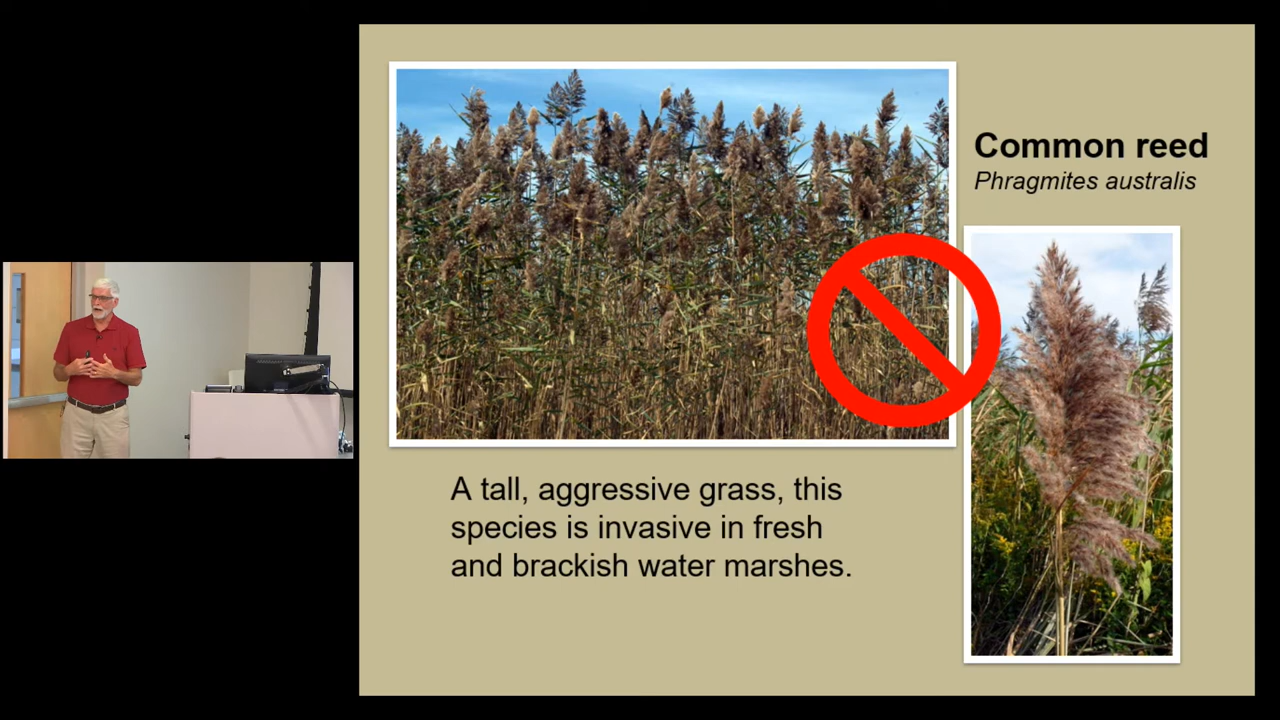 Common reed
Phragmites australis
A tall, aggressive grass, this
species is invasive in fresh
and brackish water marshes.